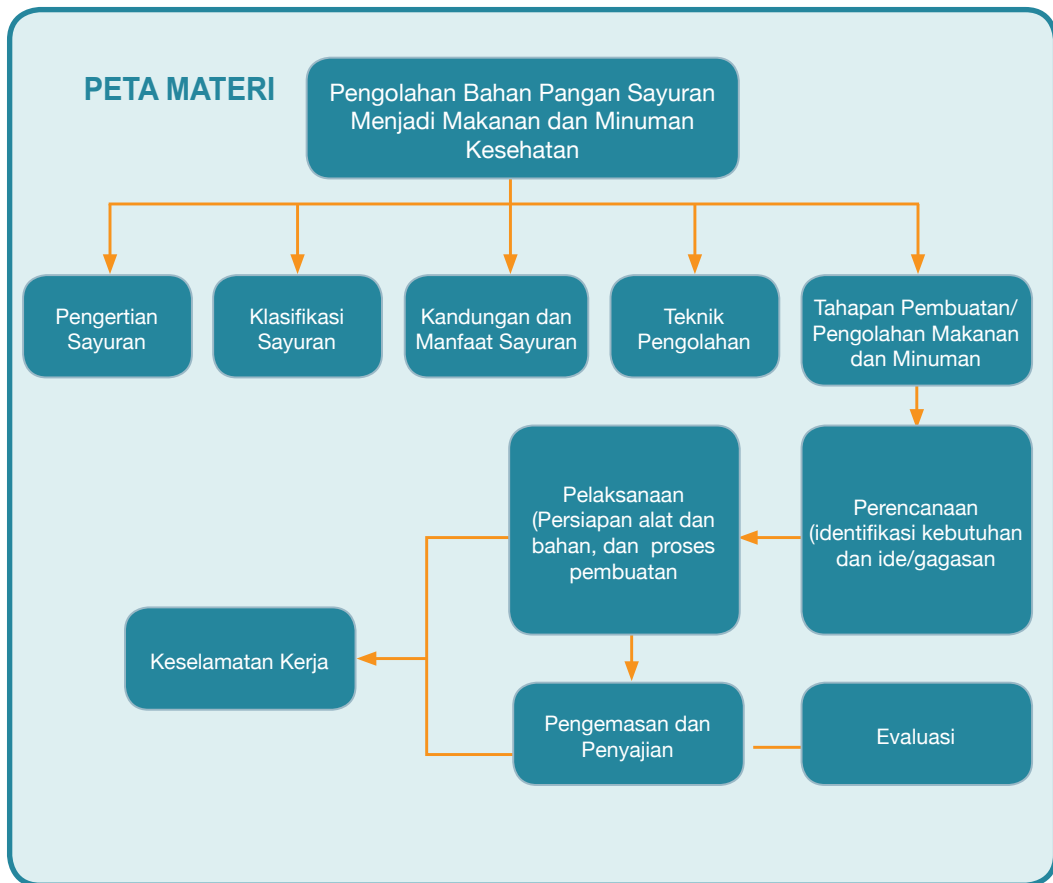 PETA MATERI
Pengolahan Bahan Pangan Sayuran
Menjadi Makanan dan Minuman
Kesehatan
Pengertian
Sayuran
Klasifikasi
Sayuran
Kandungan dan
Manfaat Sayuran
Teknik
Pengolahan
Tahapan Pembuatan/
Pengolahan Makanan
dan Minuman
Perencanaan
(identifikasi kebutuhan
dan ide/gagasan
Pelaksanaan
(Persiapan alat dan
bahan, dan proses
pembuatan
Keselamatan Kerja
Pengemasan dan
Penyajian
Evaluasi